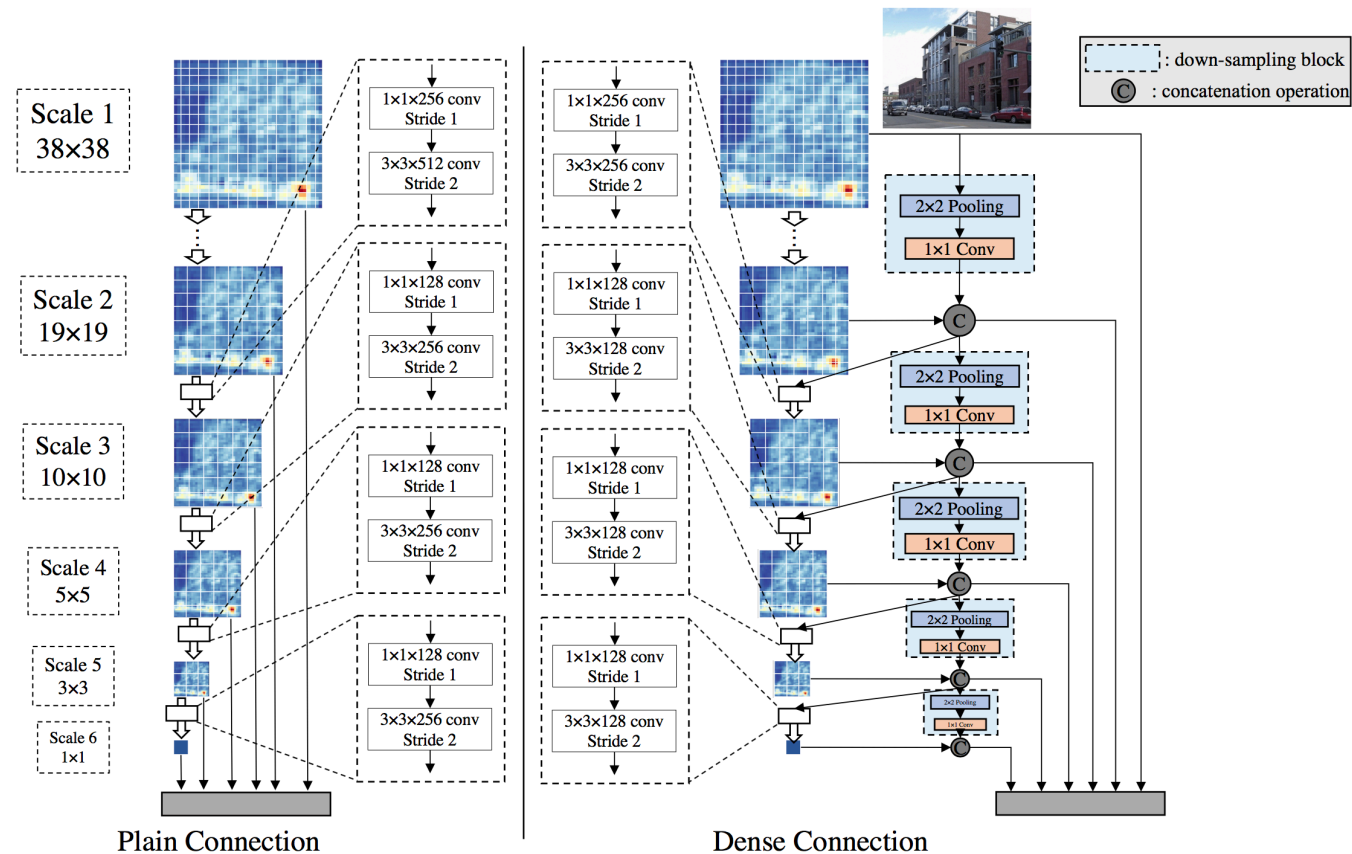 Scale 1
38×38
Scale 2
19×19
Scale 3
10×10
Scale 4
5×5
Scale 5
3×3
Scale 6
1×1
1×1×256 conv
Stride 1
3×3×512 conv
Stride 2
1×1×128 conv
Stride 1
3×3×256 conv
Stride 2
1×1×128 conv
Stride 1
3×3×256 conv
Stride 2
1×1×128 conv
Stride 1
3×3×256 conv
Stride 2
Plain Connection
1×1×256 conv
Stride 1
3×3×256 conv
Stride 2
1×1×128 conv
Stride 1
3×3×128 conv
Stride 2
1×1×128 conv
Stride 1
3×3×128 conv
Stride 2
1×1×128 conv
Stride 1
3×3×128 conv
Stride 2
2×2 Pooling
1×1 Conv
C
2×2 Pooling
1×1 Conv
C
2×2 Pooling
1×1 Conv
C
2×2 Pooling
1×1 Conv
C
2×2 Pooling
1×1 Conv
C
Dense Connection
: down-sampling block
C : concatenation operation